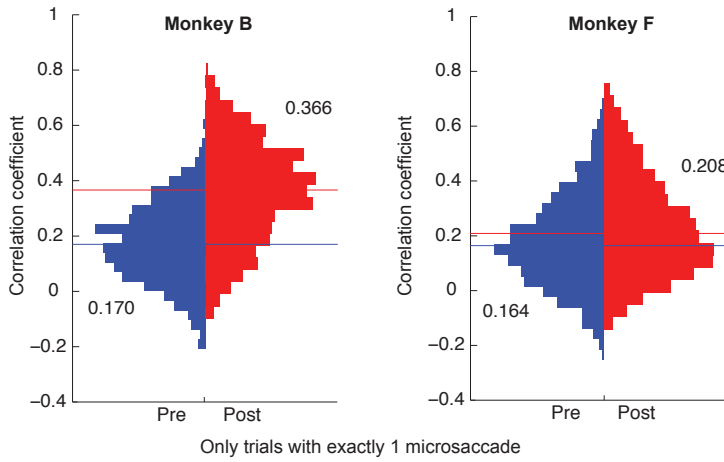 Monkey B
Correlation coefficient
1
0.8
0.6
0.4
0.2
0
−0.2
−0.4
0.366
0.170
Pre
Post
Monkey F
Correlation coefficient
1
0.8
0.6
0.4
0.2
0
−0.2
−0.4
0.208
0.164
Pre
Post
Only trials with exactly 1 microsaccade